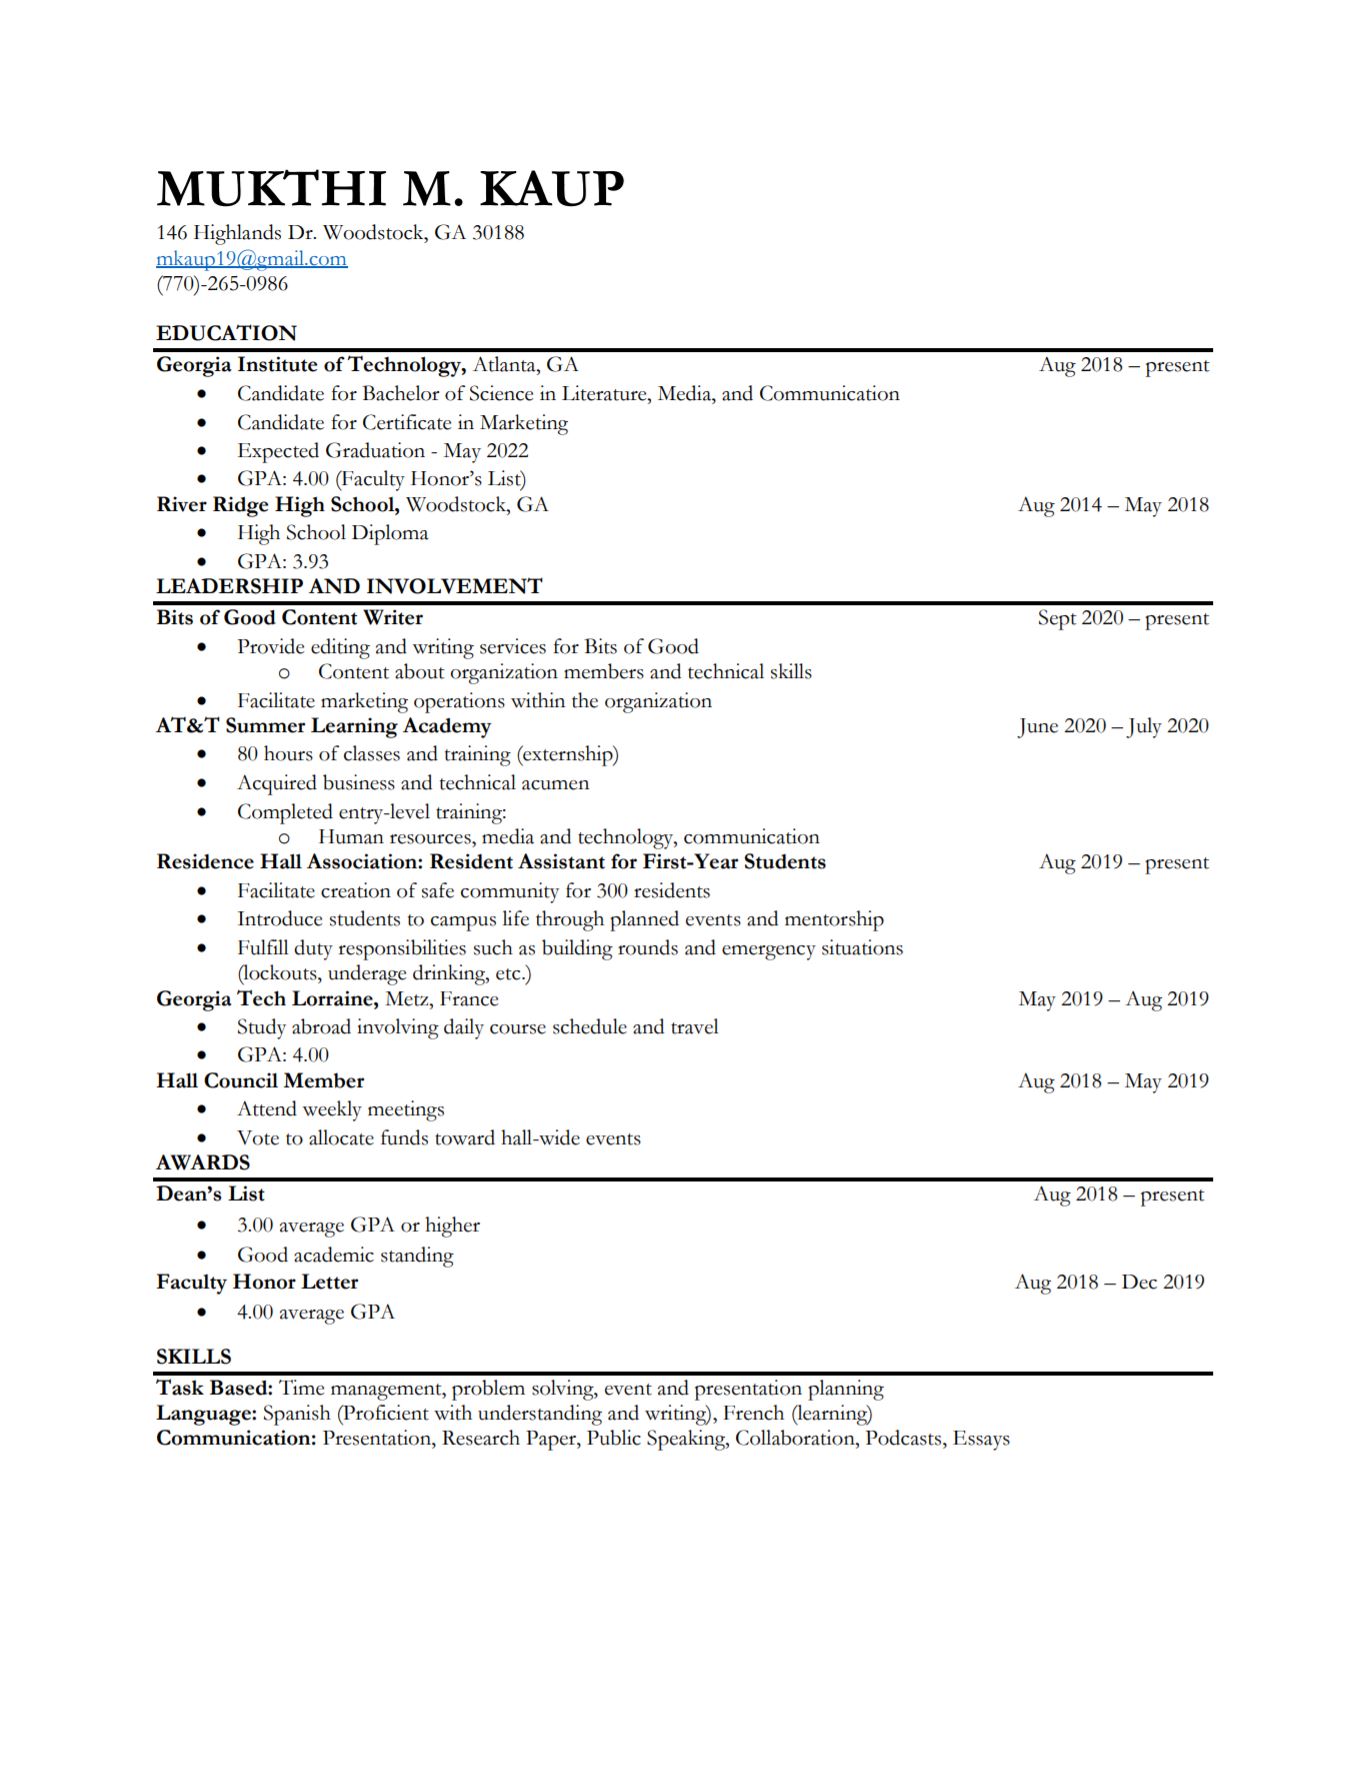 MUKTHI M. KAUP
146 Highlands Dr. Woodstock, GA 30188
mkaup19@gmail.com
(770)-265-0986
EDUCATION
Georgia Institute of Technology, Atlanta, GA Aug 2018 – present
• Candidate for Bachelor of Science in Literature, Media, and Communication
• Candidate for Certificate in Marketing
• Expected Graduation - May 2022
• GPA: 4.00 (Faculty Honor’s List)
River Ridge High School, Woodstock, GA Aug 2014 – May 2018
• High School Diploma
• GPA: 3.93
LEADERSHIP AND INVOLVEMENT
Bits of Good Content Writer Sept 2020 – present
• Provide editing and writing services for Bits of Good
o Content about organization members and technical skills
• Facilitate marketing operations within the organization
AT&T Summer Learning Academy June 2020 – July 2020
• 80 hours of classes and training (externship)
• Acquired business and technical acumen
• Completed entry-level training:
o Human resources, media and technology, communication
Residence Hall Association: Resident Assistant for First-Year Students Aug 2019 – present
• Facilitate creation of safe community for 300 residents
• Introduce students to campus life through planned events and mentorship
• Fulfill duty responsibilities such as building rounds and emergency situations
(lockouts, underage drinking, etc.)
Georgia Tech Lorraine, Metz, France May 2019 – Aug 2019
• Study abroad involving daily course schedule and travel
• GPA: 4.00
Hall Council Member Aug 2018 – May 2019
• Attend weekly meetings
• Vote to allocate funds toward hall-wide events
AWARDS
Dean’s List Aug 2018 – present
• 3.00 average GPA or higher
• Good academic standing
Faculty Honor Letter Aug 2018 – Dec 2019
• 4.00 average GPA
SKILLS
Task Based: Time management, problem solving, event and presentation planning
Language: Spanish (Proficient with understanding and writing), French (learning)
Communication: Presentation, Research Paper, Public Speaking, Collaboration, Podcasts, Essays